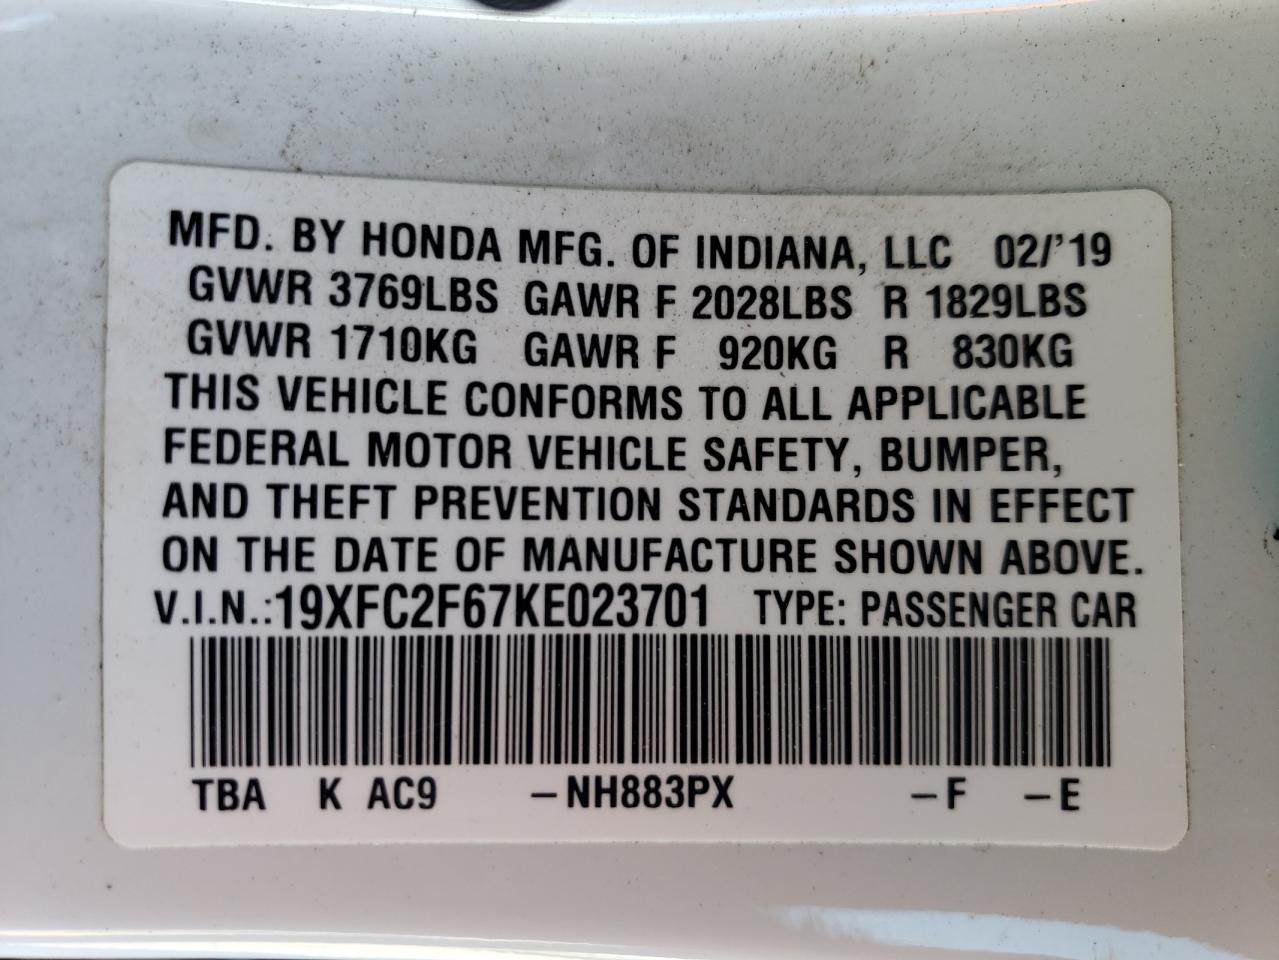 MFD. BY HONDA MFG. OF INDIANA, LLC 02/'19
GVWR 3769LBS GAWR F 2028LBS R 1829LBS
GVWR 1710KG GAWR F 920KG R 830KG
THIS VEHICLE CONFORMS TO ALL APPLICABLE
FEDERAL MOTOR VEHICLE SAFETY, BUMPER,
AND THEFT PREVENTION STANDARDS IN EFFECT
ON THE DATE OF MANUFACTURE SHOWN ABOVE.
V.I.N.:19XFC2F67KE023701 TYPE: PASSENGER CAR
TBA K AC9 –NH883PX –F –E